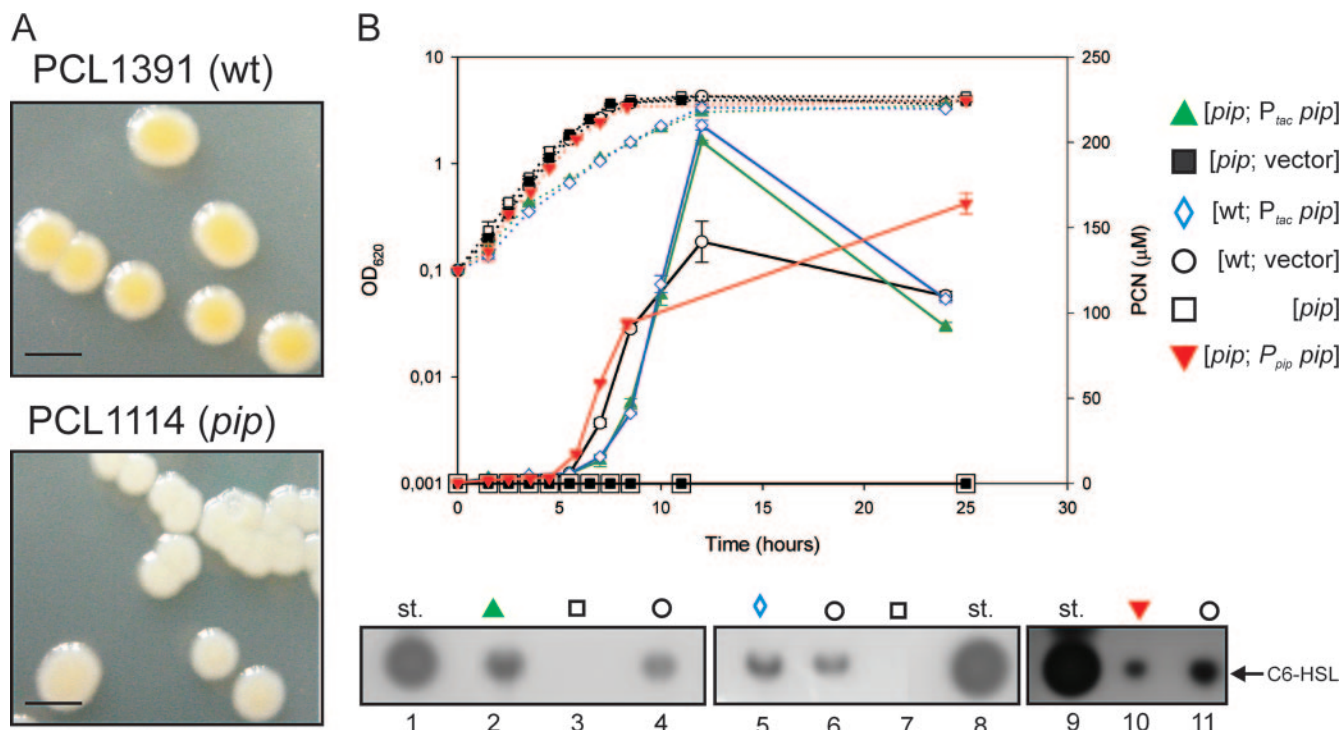 A
PCL1391 (wt)
PCL1114 (pip)
B
10
1
0,1
0,01
0,001
OD620
250
200
150
100
50
0
PCN (μM)
0 5 10 15 20 25 30
Time (hours)
[pip; Ptac pip]
[pip; vector]
[wt; Ptac pip]
[wt; vector]
[pip]
[pip; Ppip pip]
st. st. st.
C6-HSL
1 2 3 4 5 6 7 8 9 10 11